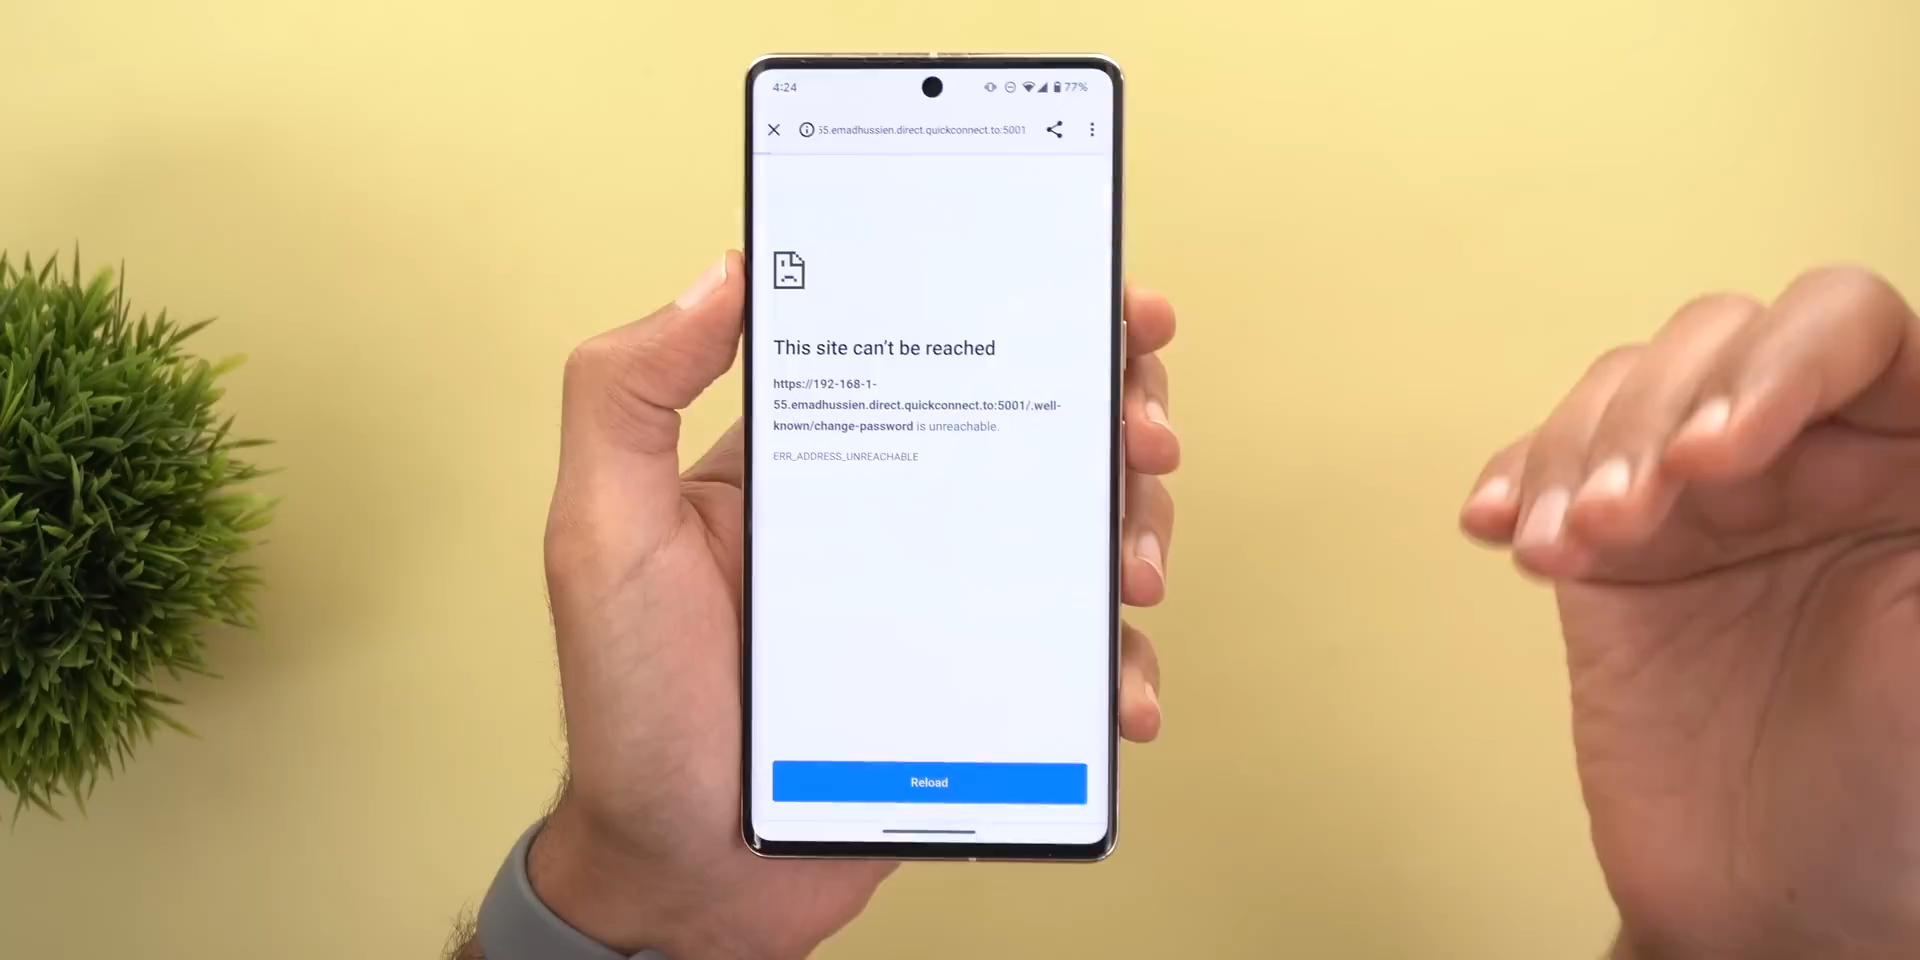 4:24
77%
55.emadhussien.direct.quickconnect.to:5001
This site can't be reached
https://192-168-1-
55.emadhussien.direct.quickconnect.to:5001/.well-
known/change-password is unreachable.
ERR_ADDRESS_UNREACHABLE
Reload